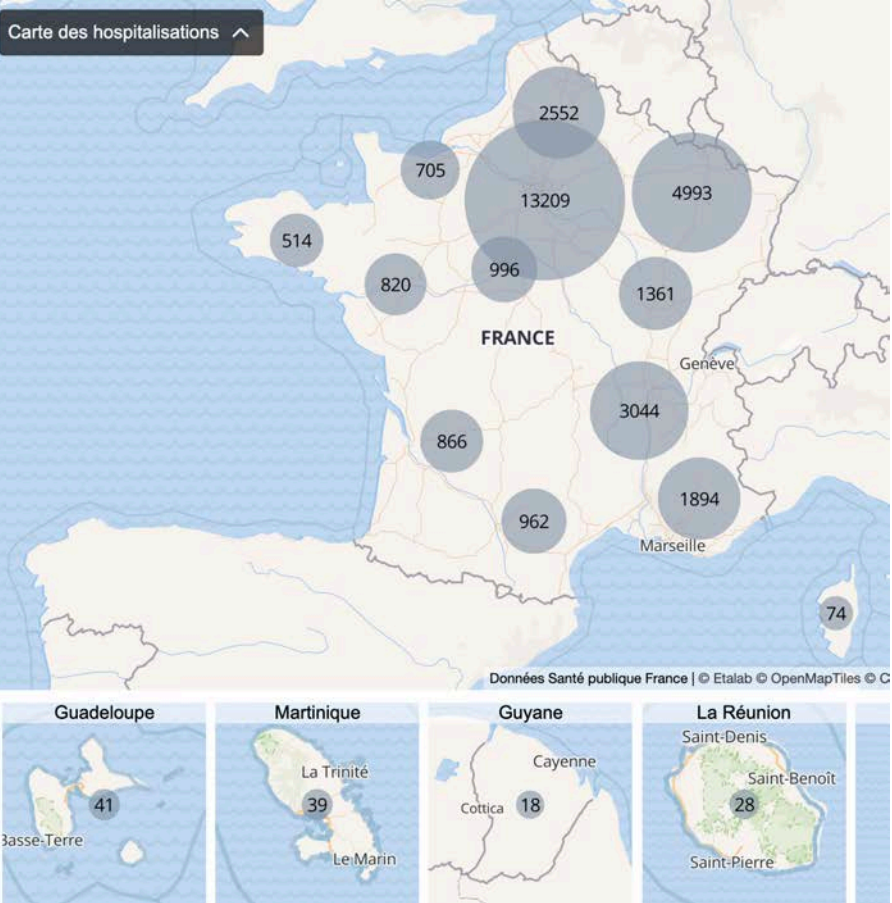 Carte des hospitalisations
2552
705
13209
4993
514
996
820
1361
FRANCE
Genève
3044
866
1894
962
Marseille
74
Données Santé publique France | © Etalab © OpenMapTiles © C
Guadeloupe
Martinique
Guyane
La Réunion
Saint-Denis
Cayenne
La Trinité
Saint-Benoît
41
39
Cottica
18
28
Basse-Terre
Le Marin
Saint-Pierre